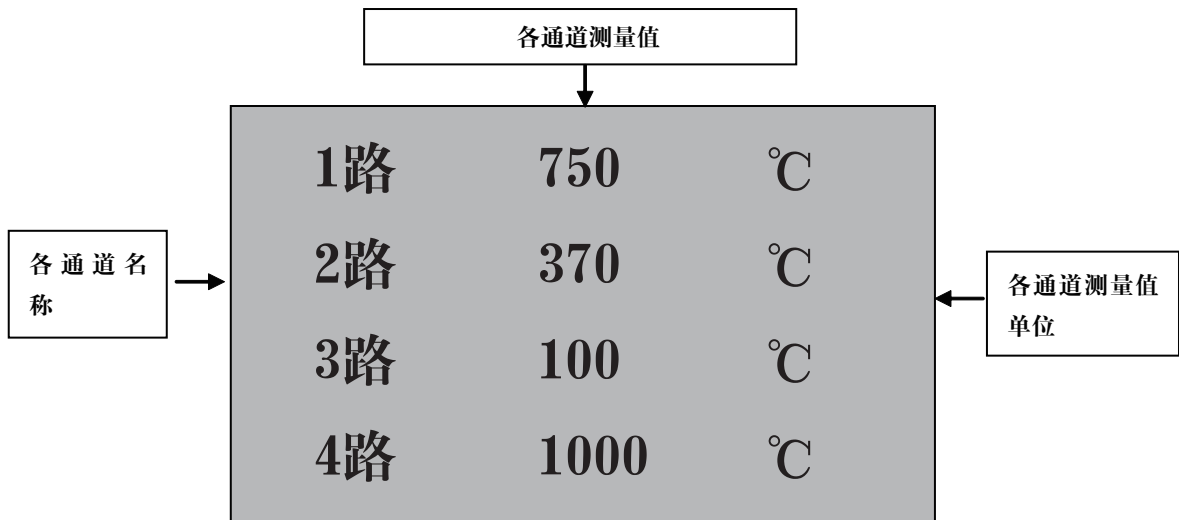 各通道测量值
1路 750 ℃
2路 370 ℃
3路 100 ℃
4路 1000 ℃
各通道名
称
各通道测量值
单位